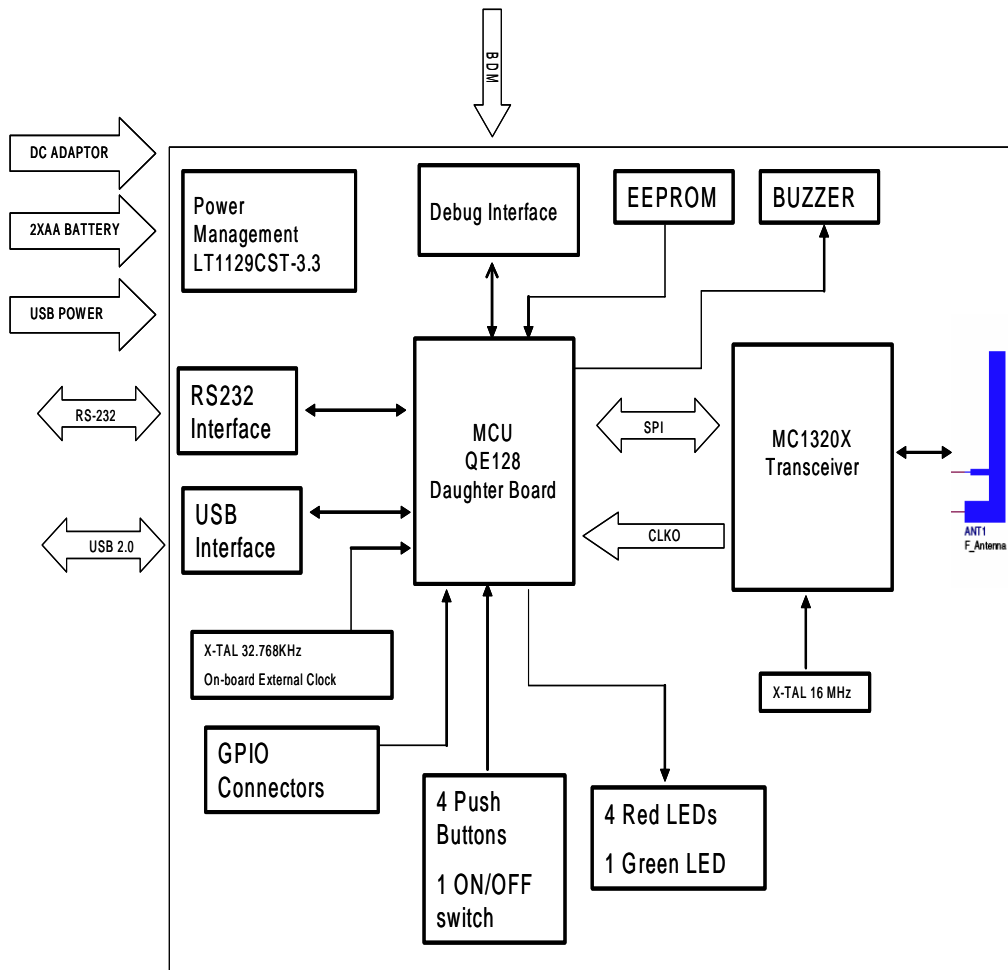 BDM
DC ADAPTOR
2XAA BATTERY
USB POWER
RS-232
USB 2.0
Power
Management
LT1129CST-3.3
Debug Interface
EEPROM
BUZZER
RS232
Interface
USB
Interface
MCU
QE128
Daughter Board
SPI
CLKO
MC1320X
Transceiver
ANT1
F_Antenna
X-TAL 32.768KHz
On-board External Clock
X-TAL 16 MHz
GPIO
Connectors
4 Push
Buttons
1 ON/OFF
switch
4 Red LEDs
1 Green LED